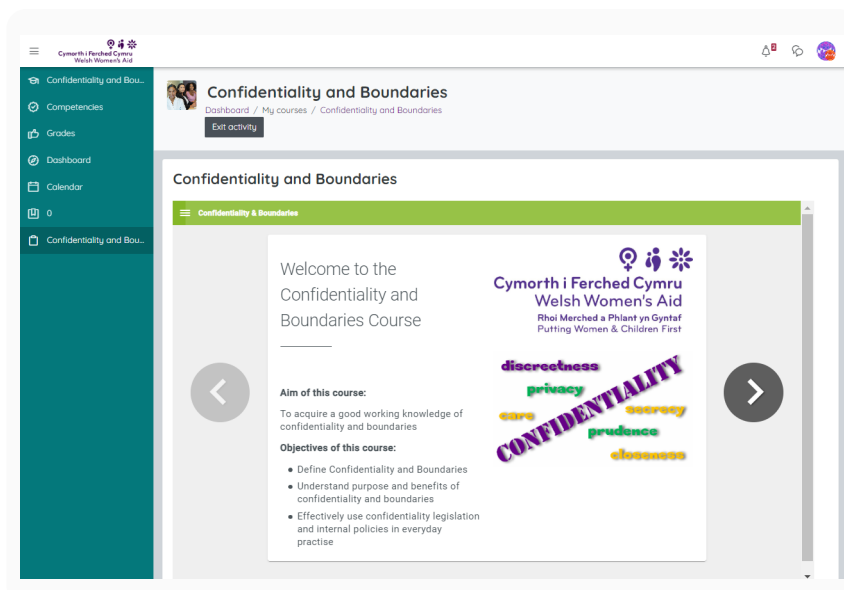 Cymorth i Ferched Cymru
Welsh Women's Aid
2
Confidentiality and Bou...
Competencies
Grades
Dashboard
Calendar
0
Confidentiality and Bou...
Confidentiality and Boundaries
Dashboard / My courses / Confidentiality and Boundaries
Exit activity
Confidentiality and Boundaries
Confidentiality & Boundaries
Welcome to the
Confidentiality and
Boundaries Course
Aim of this course:
To acquire a good working knowledge of
confidentiality and boundaries
Objectives of this course:
Define Confidentiality and Boundaries
Understand purpose and benefits of
confidentiality and boundaries
Effectively use confidentiality legislation
and internal policies in everyday
practise
Cymorth i Ferched Cymru
Welsh Women's Aid
Rhoi Merched a Phlant yn Gyntaf
Putting Women & Children First
discreetness
privacy
care
CONFIDENTIALITY
secrecy
prudence
closeness